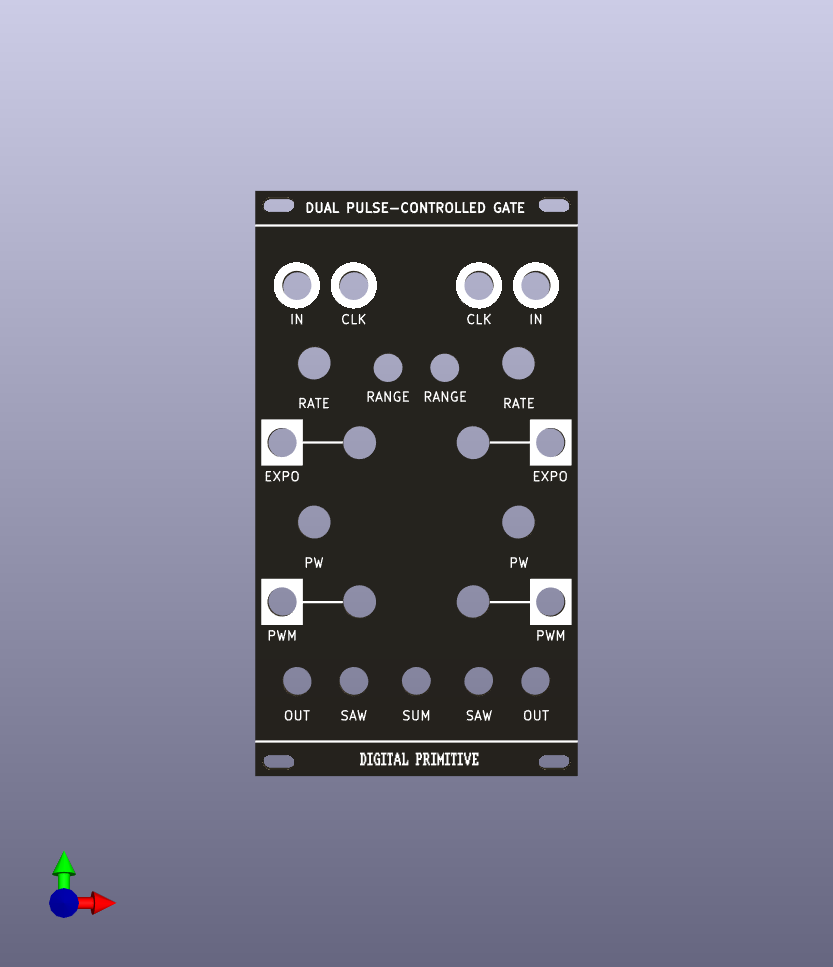 DUAL PULSE-CONTROLLED GATE
IN CLK CLK IN
RATE RANGE RANGE RATE
EXPO EXPO
PW PW
PWM PWM
OUT SAW SUM SAW OUT
DIGITAL PRIMITIVE